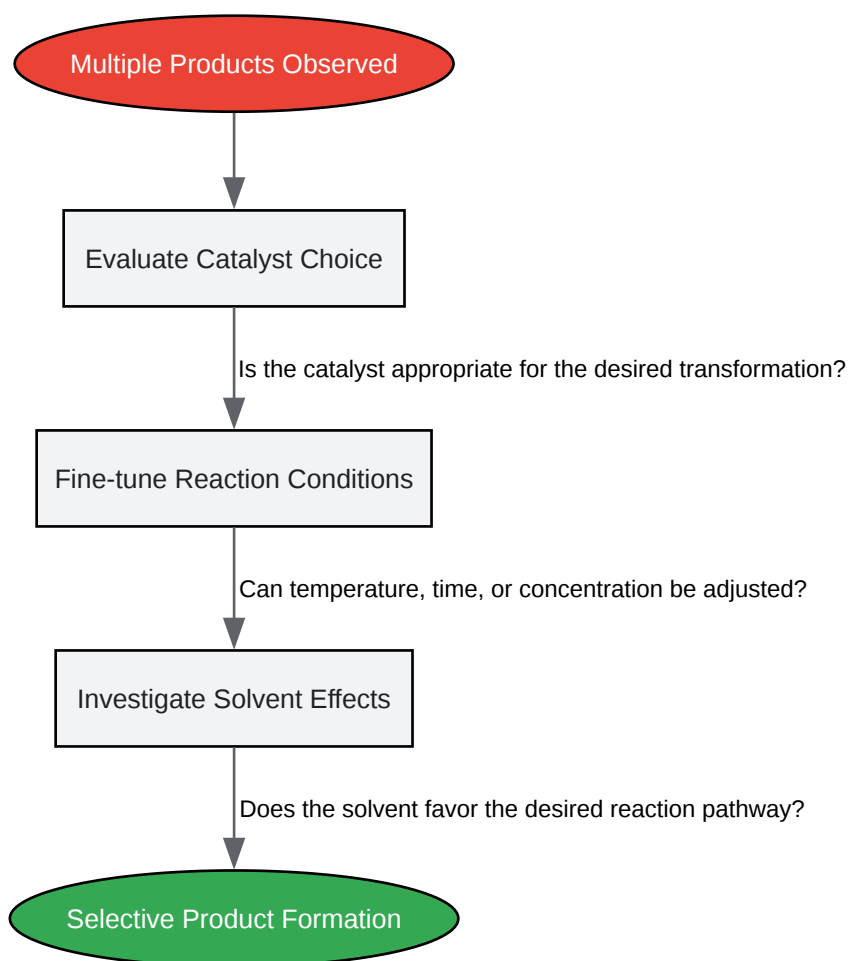 Multiple Products Observed
Evaluate Catalyst Choice
Is the catalyst appropriate for the desired transformation?
Fine-tune Reaction Conditions
Can temperature, time, or concentration be adjusted?
Investigate Solvent Effects
Does the solvent favor the desired reaction pathway?
Selective Product Formation